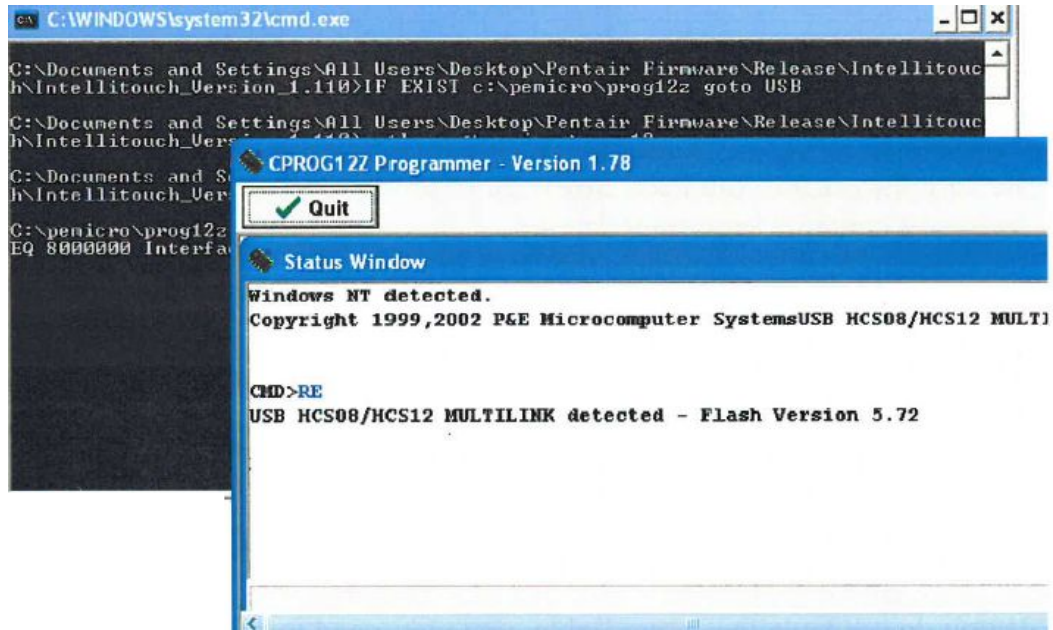 C:\WINDOWS\system32\cmd.exe
C:\Documents and Settings\All Users\Desktop\Pentair Firmware\Release\Intellitouc
h\Intellitouch_Version_1.110>IF EXIST c:\pemicro\prog12z goto USB
C:\Documents and Settings\All Users\Desktop\Pentair Firmware\Release\Intellitouc
h\Intellitouch_Vers
C:\Documents and S
h\Intellitouch_Ver
C:\pemicro\prog12z
EQ 8000000 Interfa
CPROG12Z Programmer - Version 1.78
Quit
Status Window
Windows NT detected.
Copyright 1999,2002 P&E Microcomputer SystemsUSB HCS08/HCS12 MULTI
CMD>RE
USB HCS08/HCS12 MULTILINK detected - Flash Version 5.72